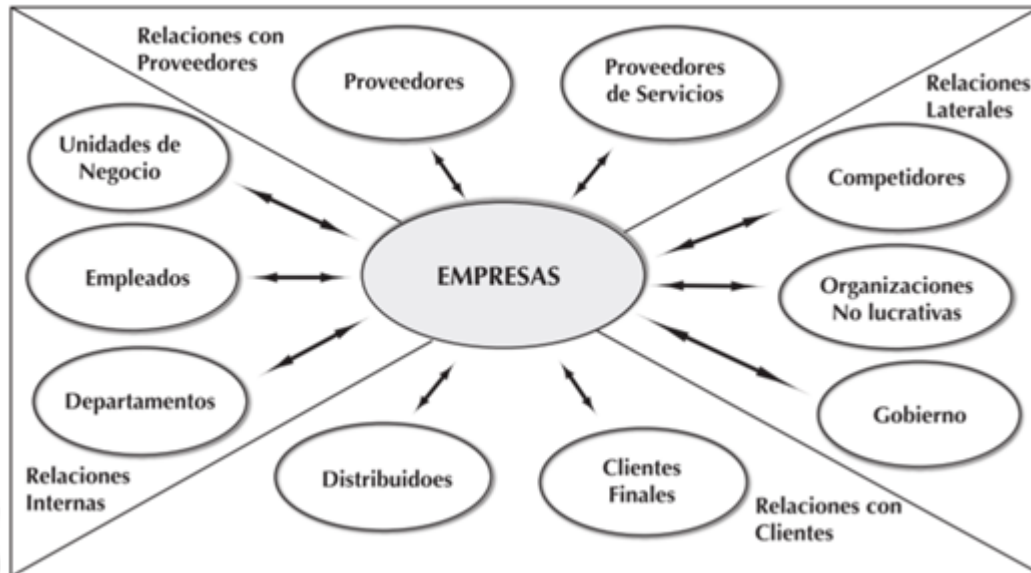 Relaciones con
Proveedores
Proveedores
Proveedores
de Servicios
Relaciones
Laterales
Unidades de
Negocio
Competidores
Empleados
EMPRESAS
Organizaciones
No lucrativas
Departamentos
Gobierno
Relaciones
Internas
Distribuidoes
Clientes
Finales
Relaciones con
Clientes